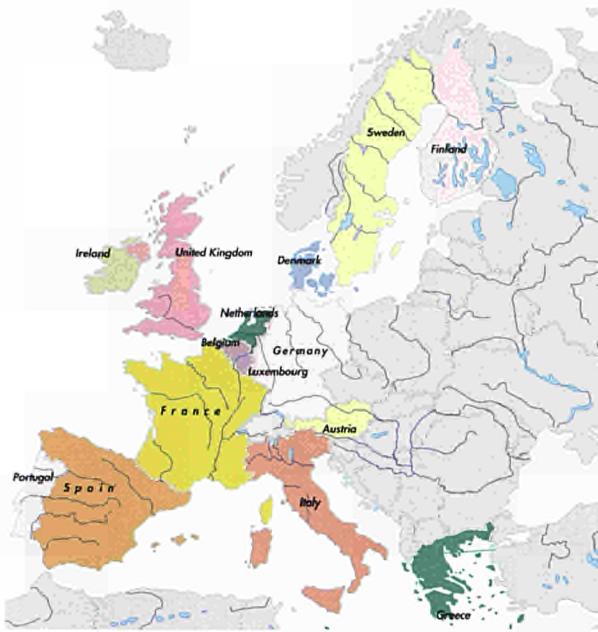 Sweden
Finland
Ireland
United Kingdom
Denmark
Netherlands
Belgium
Germany
Luxembourg
France
Austria
Portugal
Spain
Italy
Greece